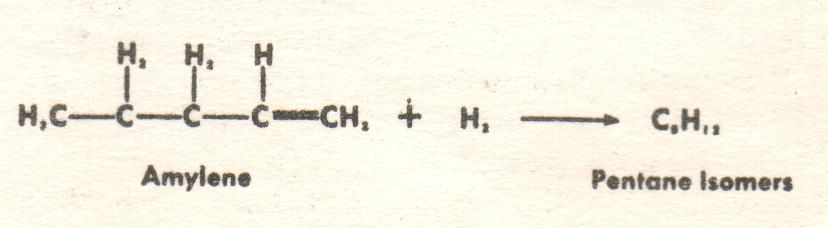 H₂ H₂ H
H₃C—C—C—C═CH₂ + H₂ ⟶ C₅H₁₂
Amylene Pentane Isomers